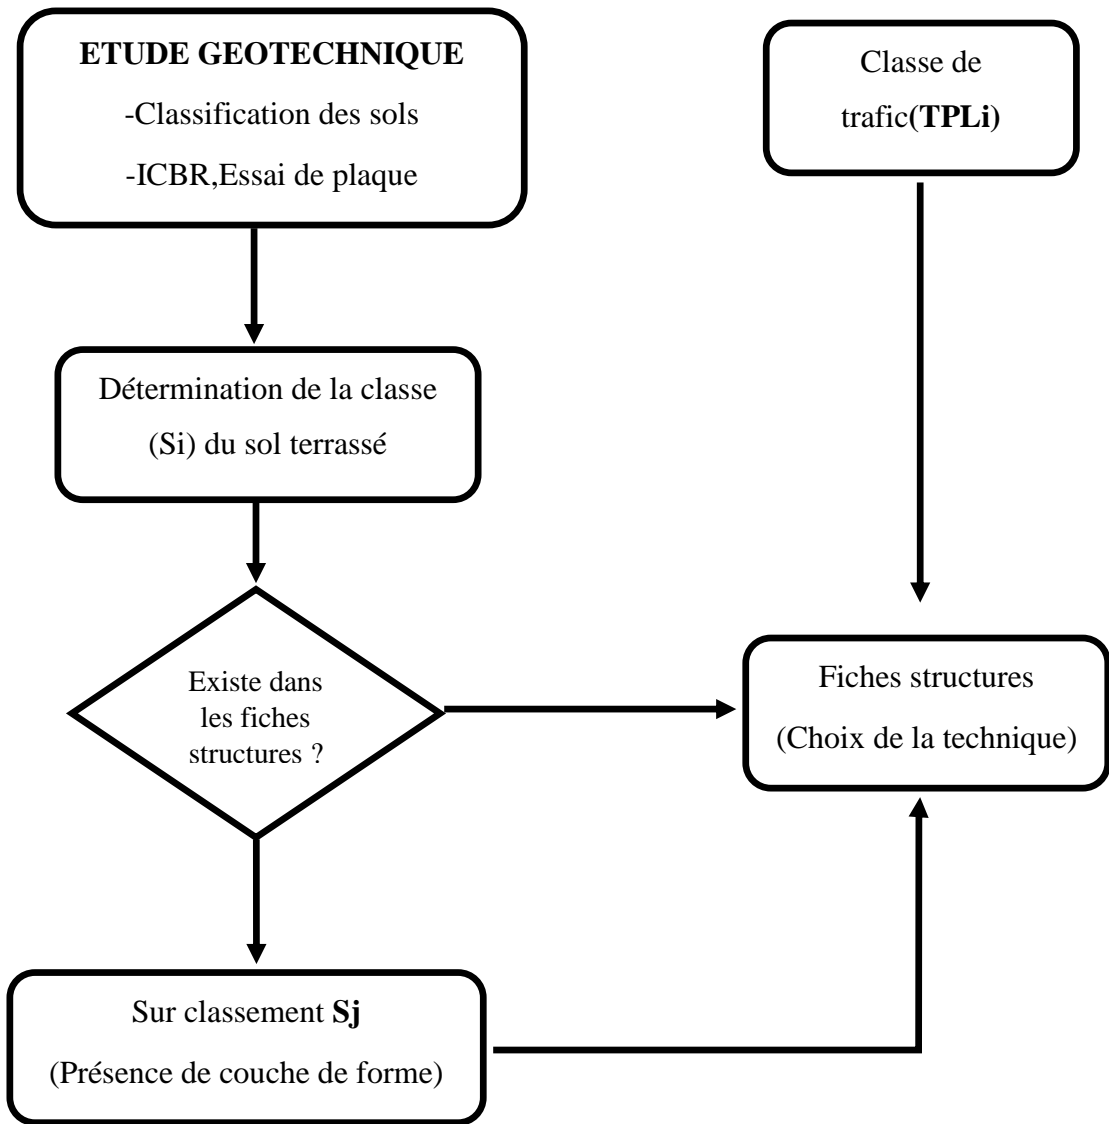 ETUDE GEOTECHNIQUE
-Classification des sols
-ICBR,Essai de plaque
Classe de
trafic(TPLi)
Détermination de la classe
(Si) du sol terrassé
Existe dans
les fiches
structures ?
Fiches structures
(Choix de la technique)
Sur classement Sj
(Présence de couche de forme)